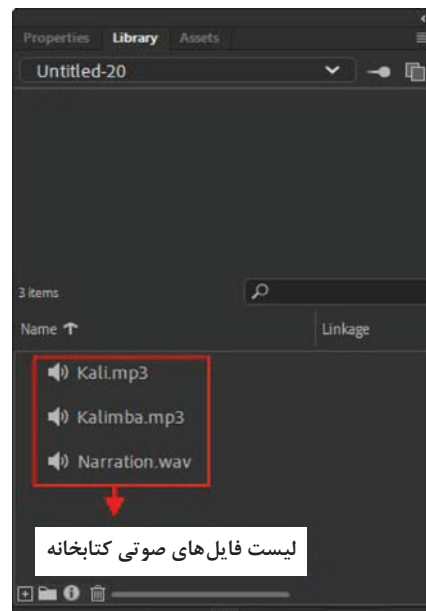 Properties Library Assets
Untitled-20
3 items
Name Linkage
Kali.mp3
Kalimba.mp3
Narration.wav
لیست فایل‌های صوتی کتابخانه